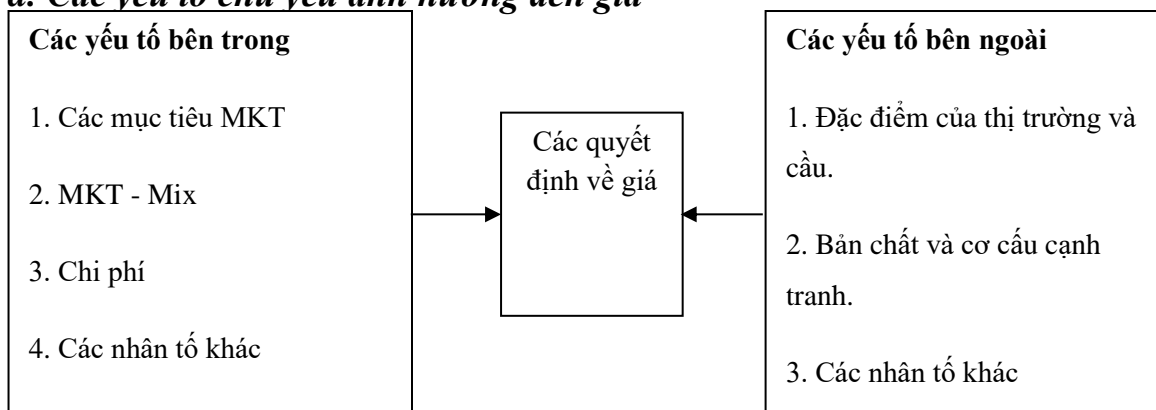 a. Các yếu tố chủ yếu ảnh hưởng đến giá
Các yếu tố bên trong
1. Các mục tiêu MKT
2. MKT - Mix
3. Chi phí
4. Các nhân tố khác
Các quyết
định về giá
Các yếu tố bên ngoài
1. Đặc điểm của thị trường và
cầu.
2. Bản chất và cơ cấu cạnh
tranh.
3. Các nhân tố khác